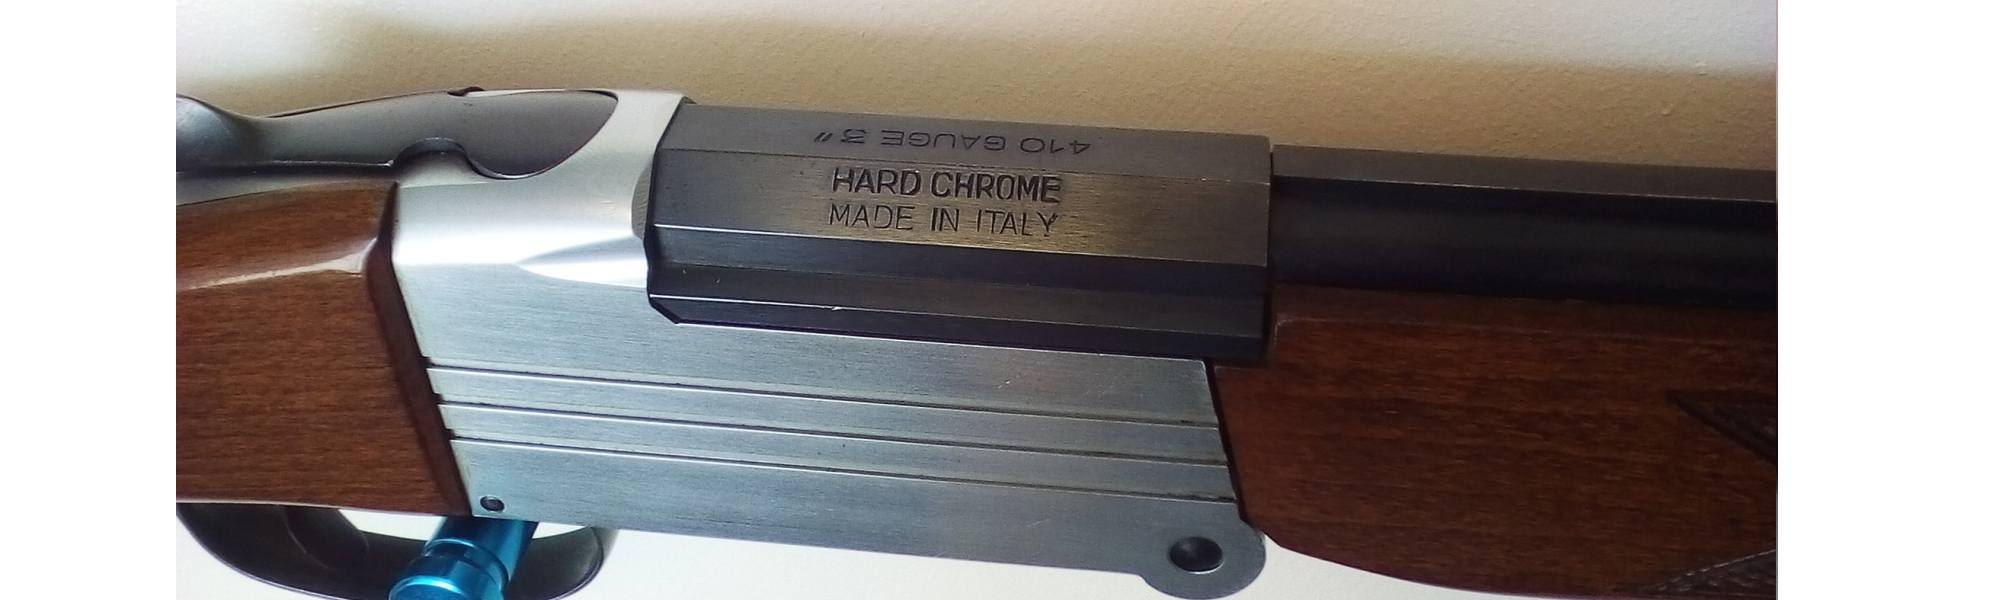 410 GAUGE 3"
HARD CHROME
MADE IN ITALY